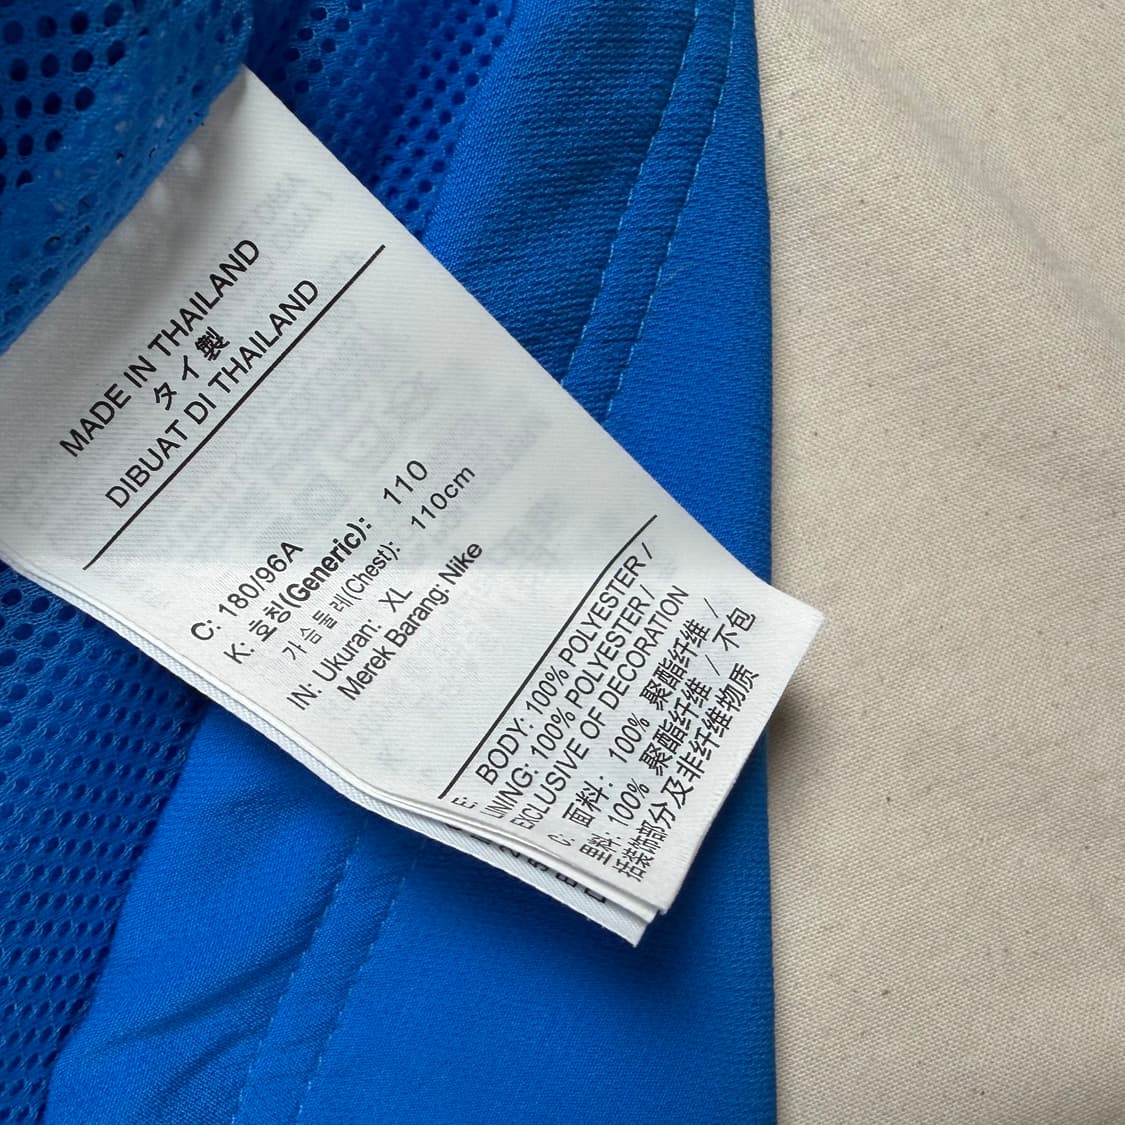 MADE IN THAILAND
タイ製
DIBUAT DI THAILAND
C: 180/96A
K: 호칭(Generic): 110
가슴둘레(Chest): 110cm
IN: Ukuran: XL
Merek Barang: Nike
E: BODY: 100% POLYESTER /
LINING: 100% POLYESTER /
EXCLUSIVE OF DECORATION
C: 面料: 100% 聚酯纤维 /
里料: 100% 聚酯纤维 / 不包
括装饰部分及非纤维物质